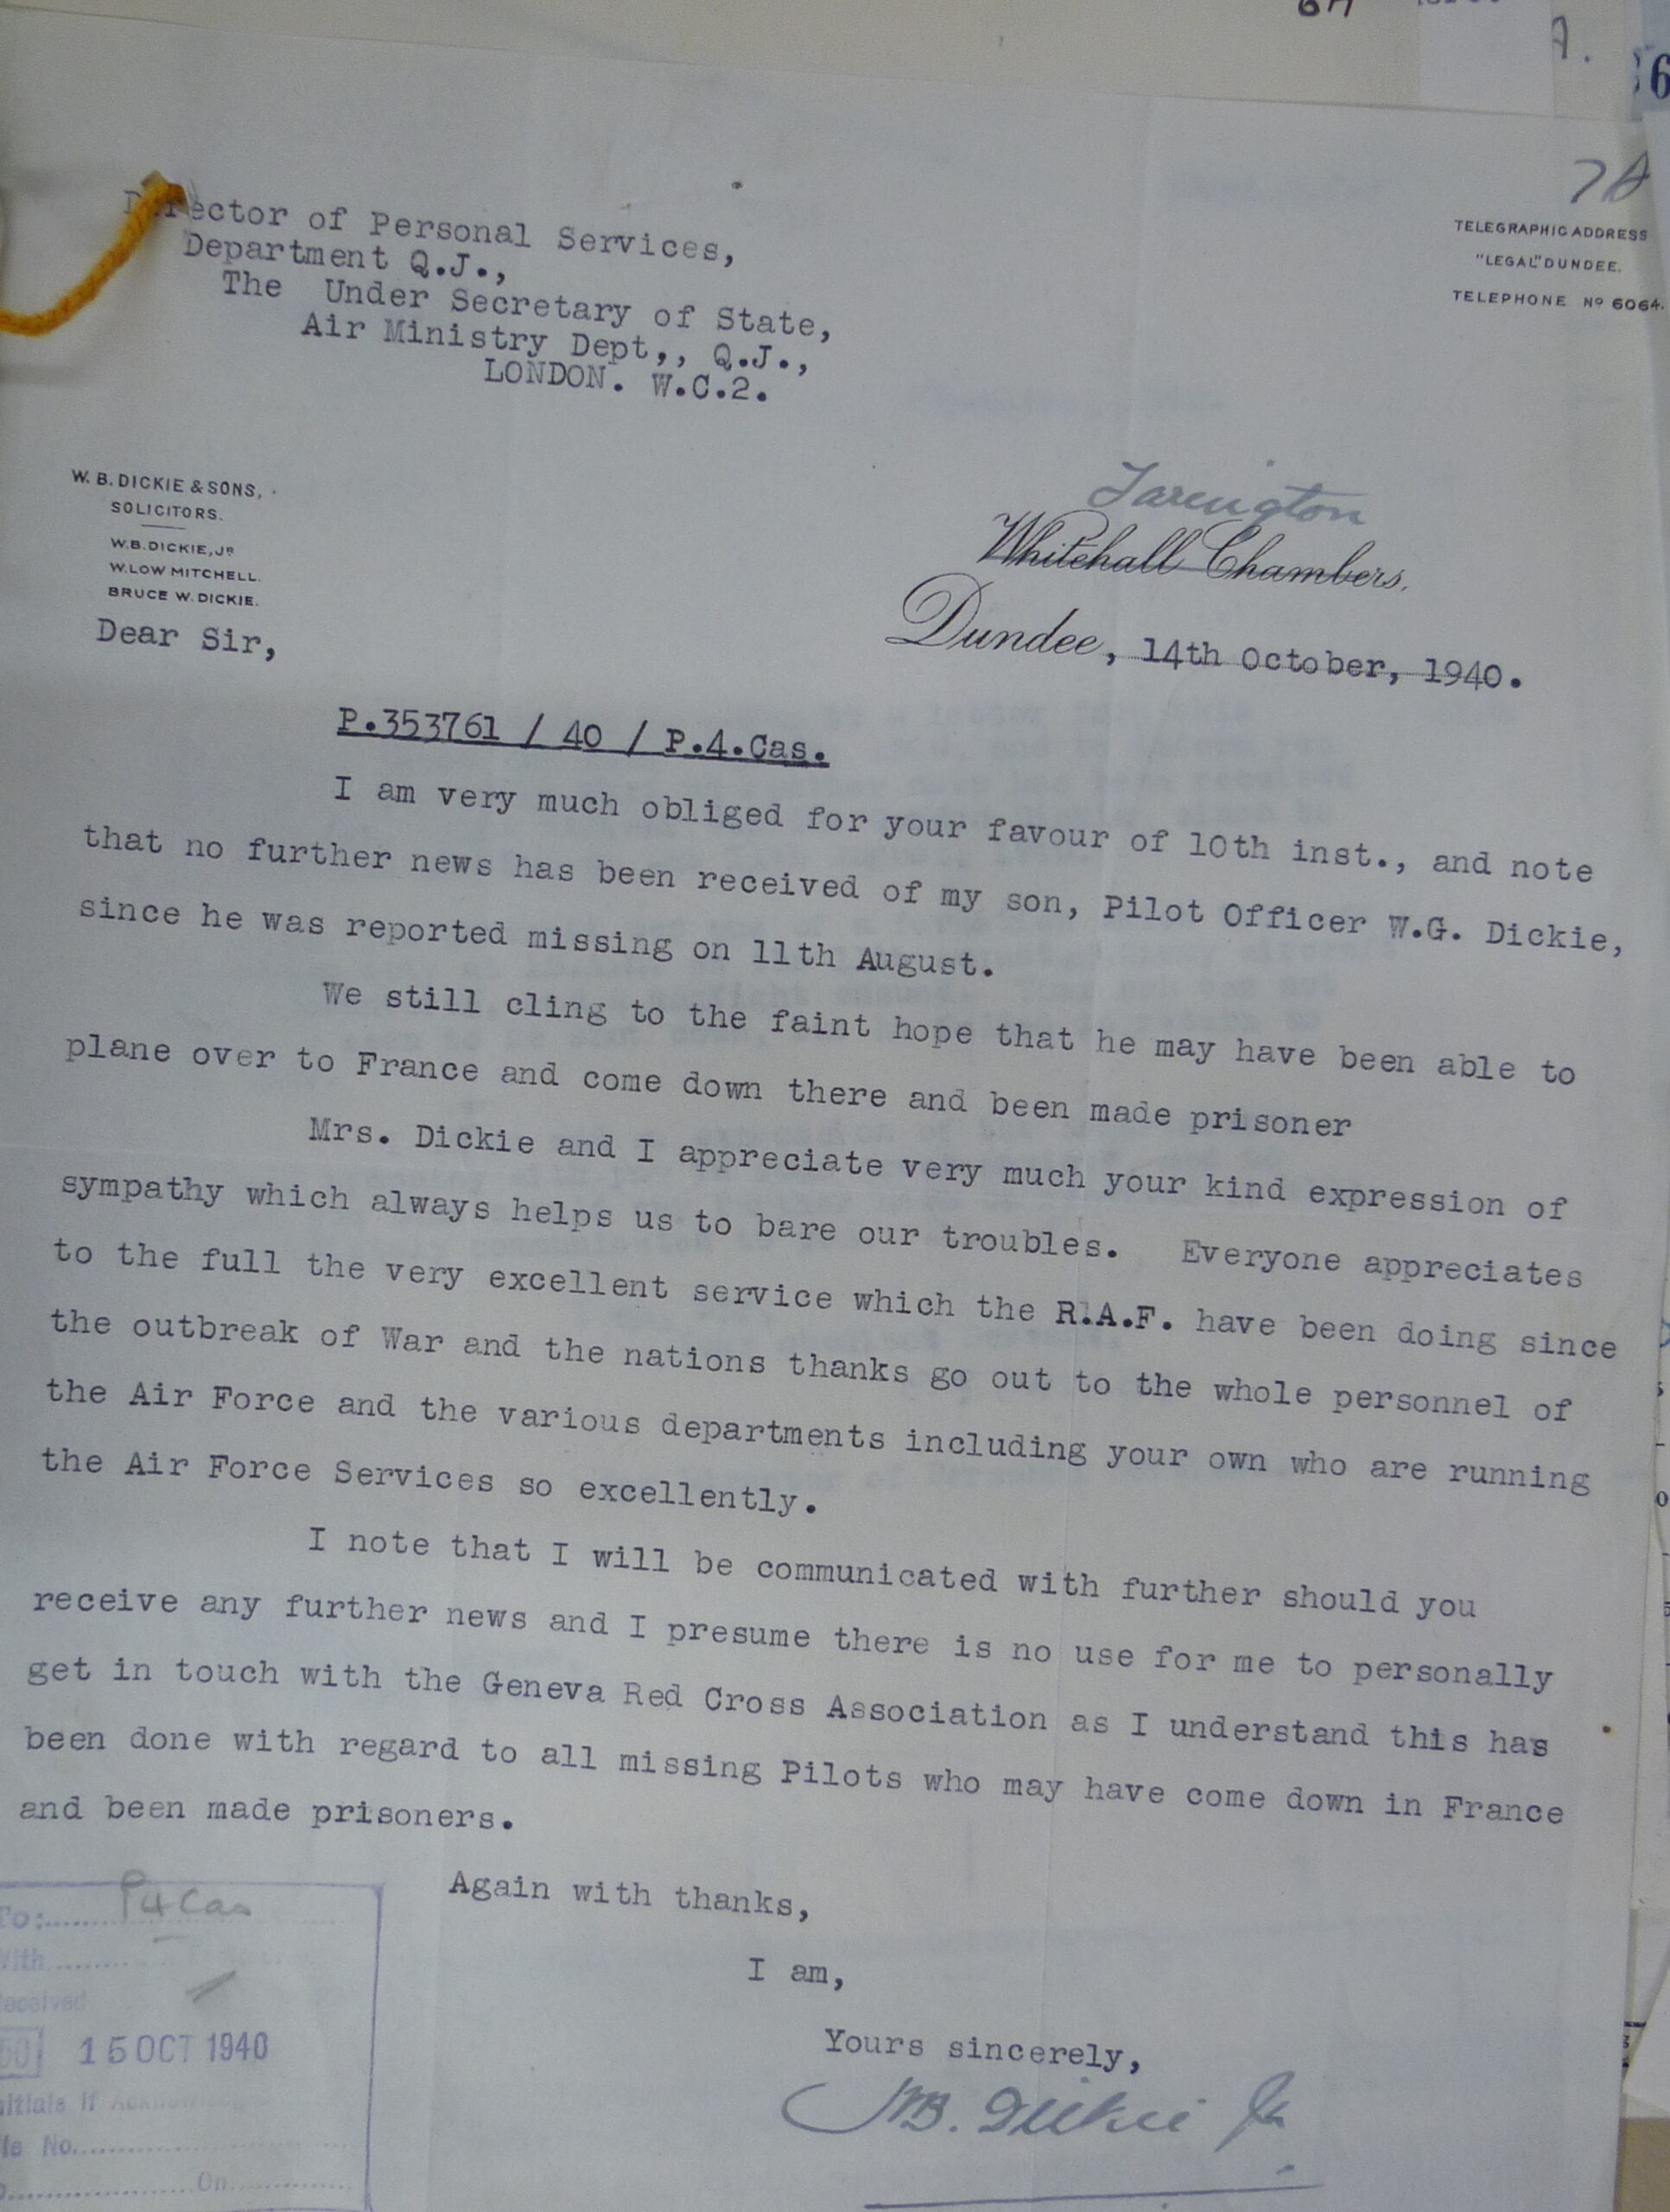 7A
Director of Personal Services,
Department Q.J.,
The Under Secretary of State,
Air Ministry Dept,, Q.J.,
LONDON. W.C.2.
TELEGRAPHIC ADDRESS
"LEGAL" DUNDEE.
TELEPHONE Nº 6064.
W. B. DICKIE & SONS,
SOLICITORS.
W.B. DICKIE, JR
W. LOW MITCHELL.
BRUCE W. DICKIE.
Whitehall Chambers,
Dundee, 14th October, 1940.
Dear Sir,
P.353761 / 40 / P.4.Cas.
I am very much obliged for your favour of 10th inst., and note
that no further news has been received of my son, Pilot Officer W.G. Dickie,
since he was reported missing on 11th August.
We still cling to the faint hope that he may have been able to
plane over to France and come down there and been made prisoner
Mrs. Dickie and I appreciate very much your kind expression of
sympathy which always helps us to bare our troubles. Everyone appreciates
to the full the very excellent service which the R.A.F. have been doing since
the outbreak of War and the nations thanks go out to the whole personnel of
the Air Force and the various departments including your own who are running
the Air Force Services so excellently.
I note that I will be communicated with further should you
receive any further news and I presume there is no use for me to personally
get in touch with the Geneva Red Cross Association as I understand this has
been done with regard to all missing Pilots who may have come down in France
and been made prisoners.
Again with thanks,
I am,
Yours sincerely,
WB. Dickie Jr
To: P4Cas
With
Received
15 OCT 1940
No.
On